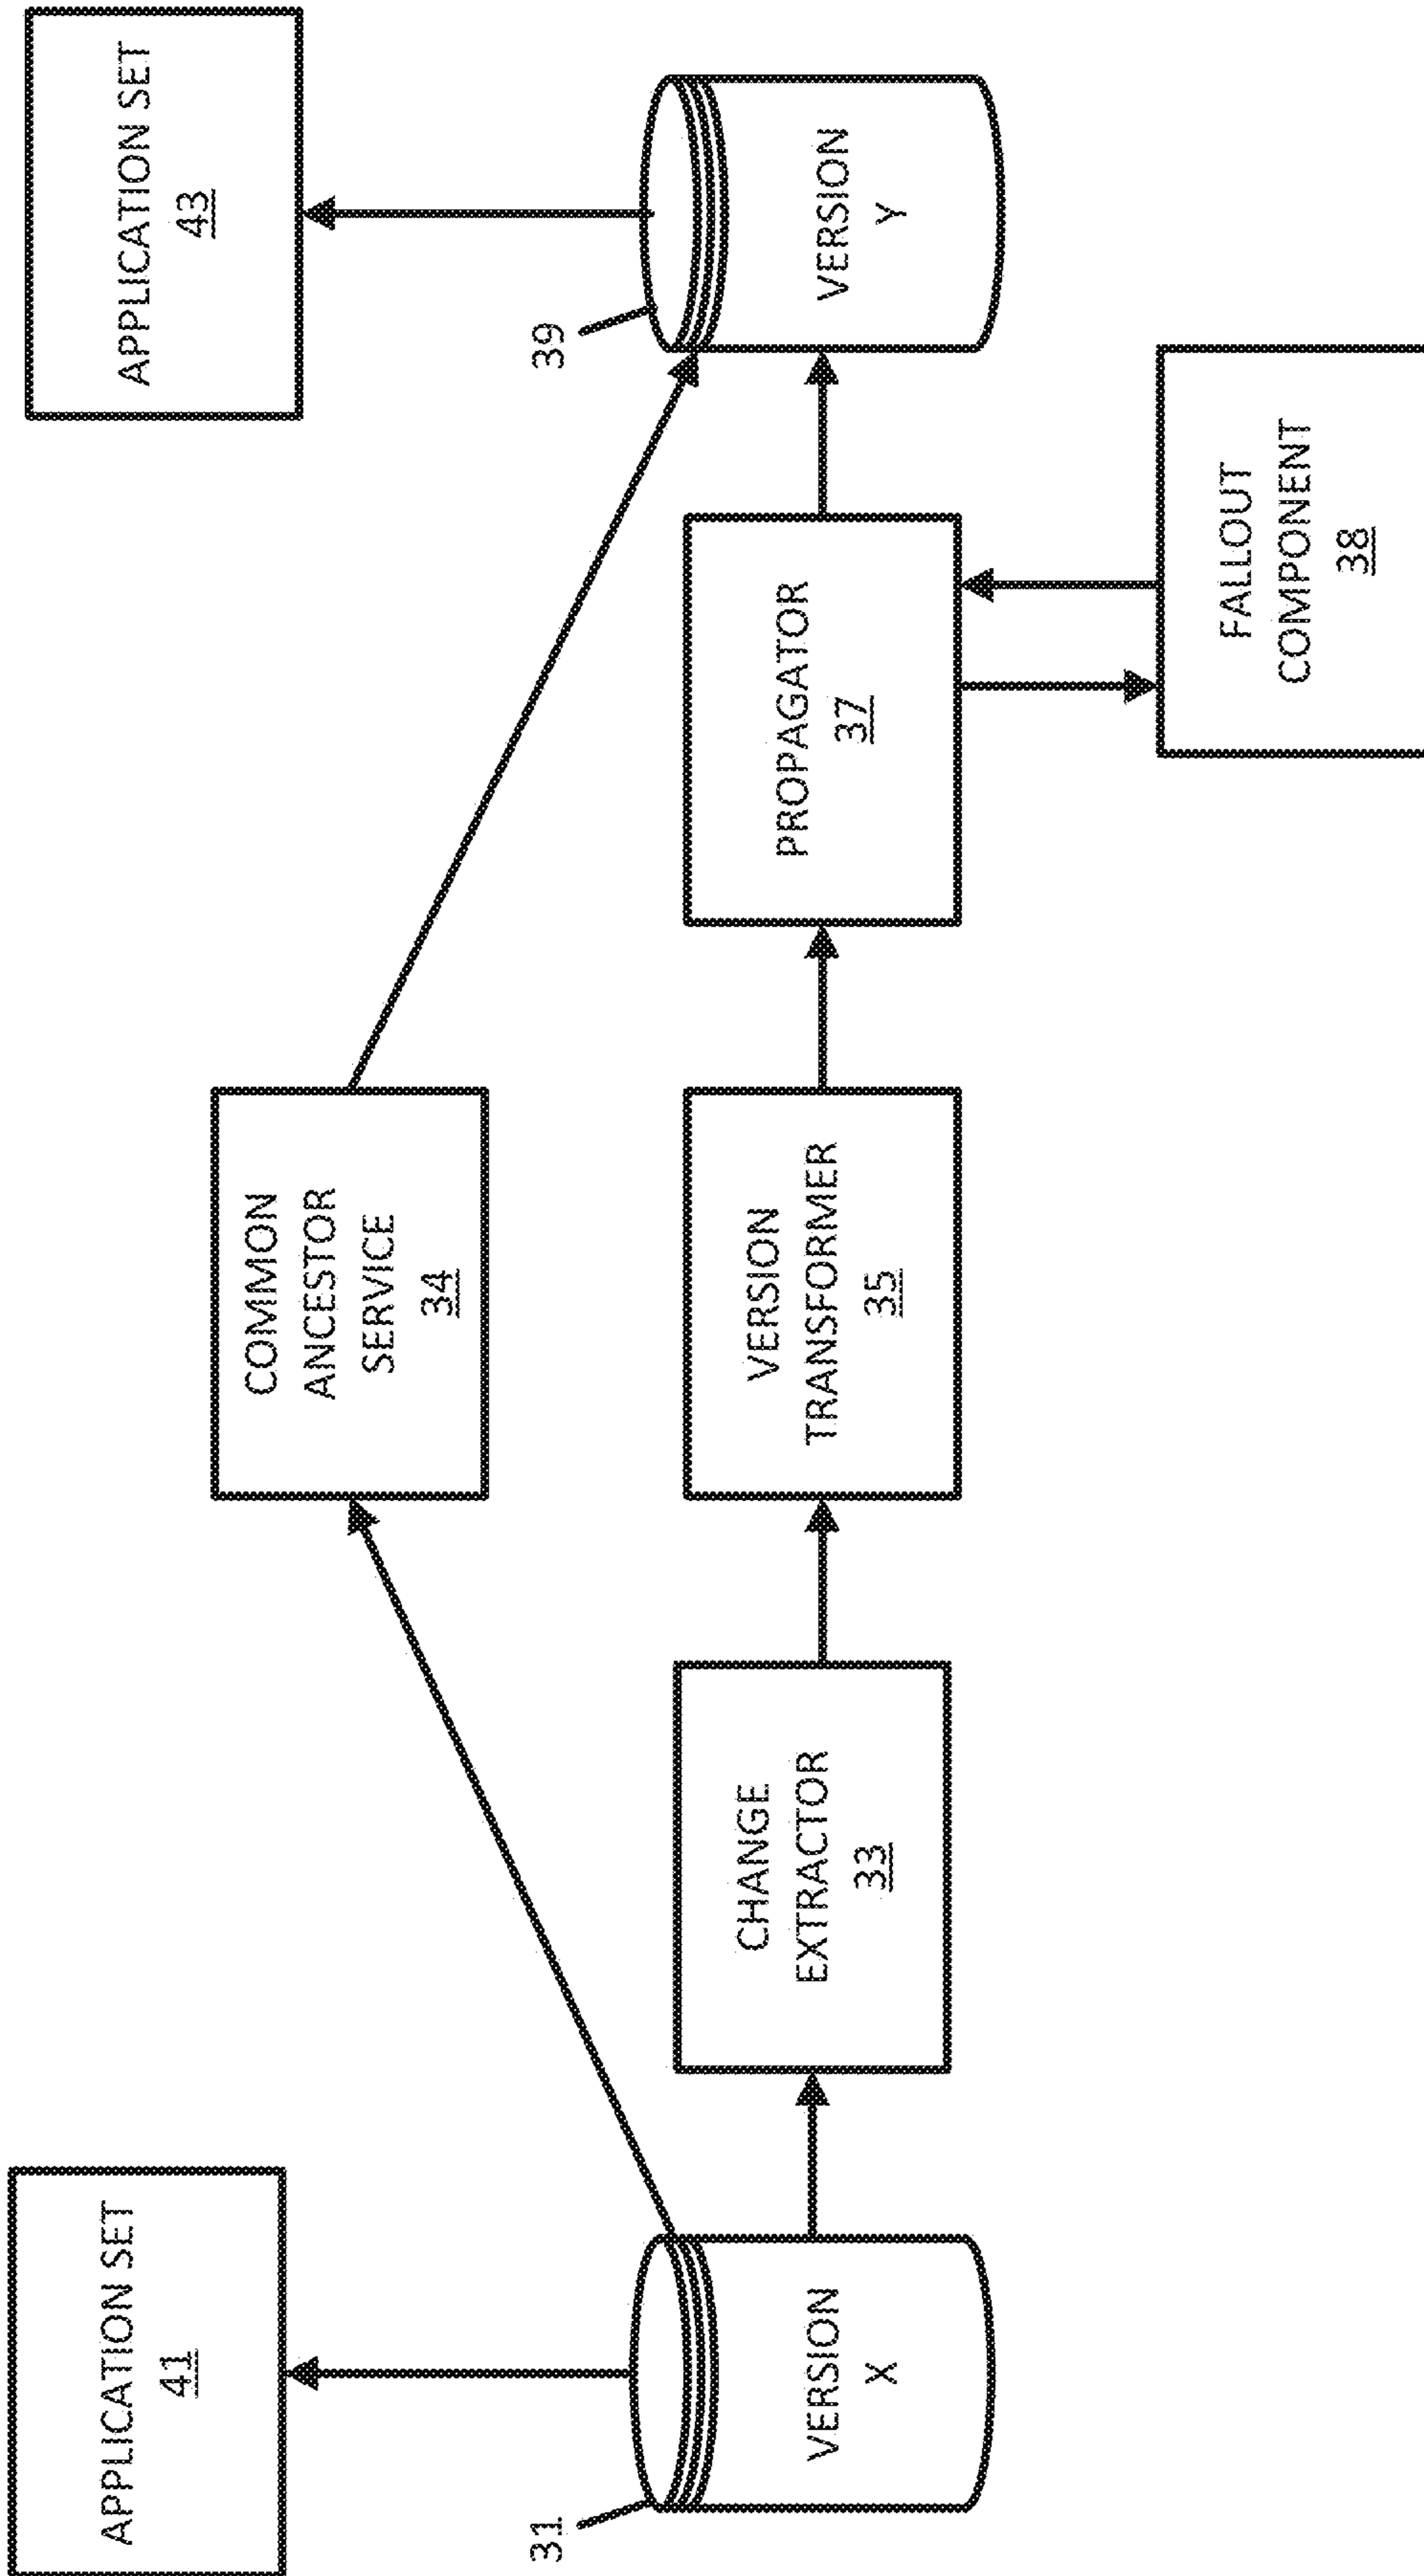 APPLICATION SET
41
APPLICATION SET
43
COMMON
ANCESTOR
SERVICE
34
31
VERSION
X
CHANGE
EXTRACTOR
33
VERSION
TRANSFORMER
35
PROPAGATOR
37
39
VERSION
Y
FALLOUT
COMPONENT
38